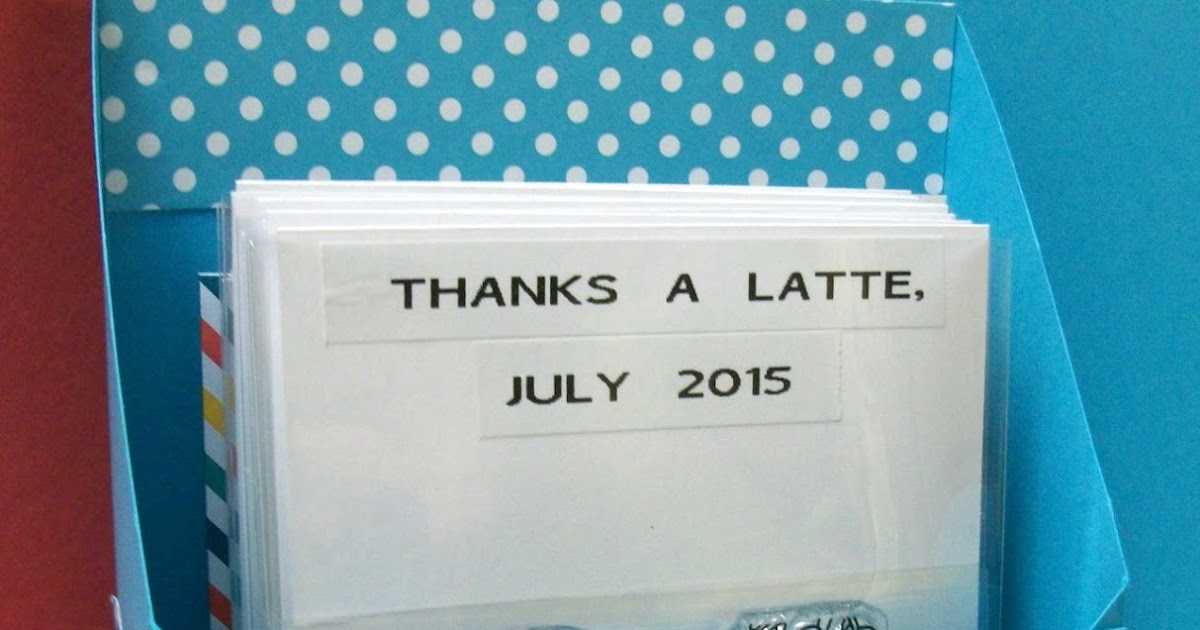 THANKS A LATTE,
JULY 2015